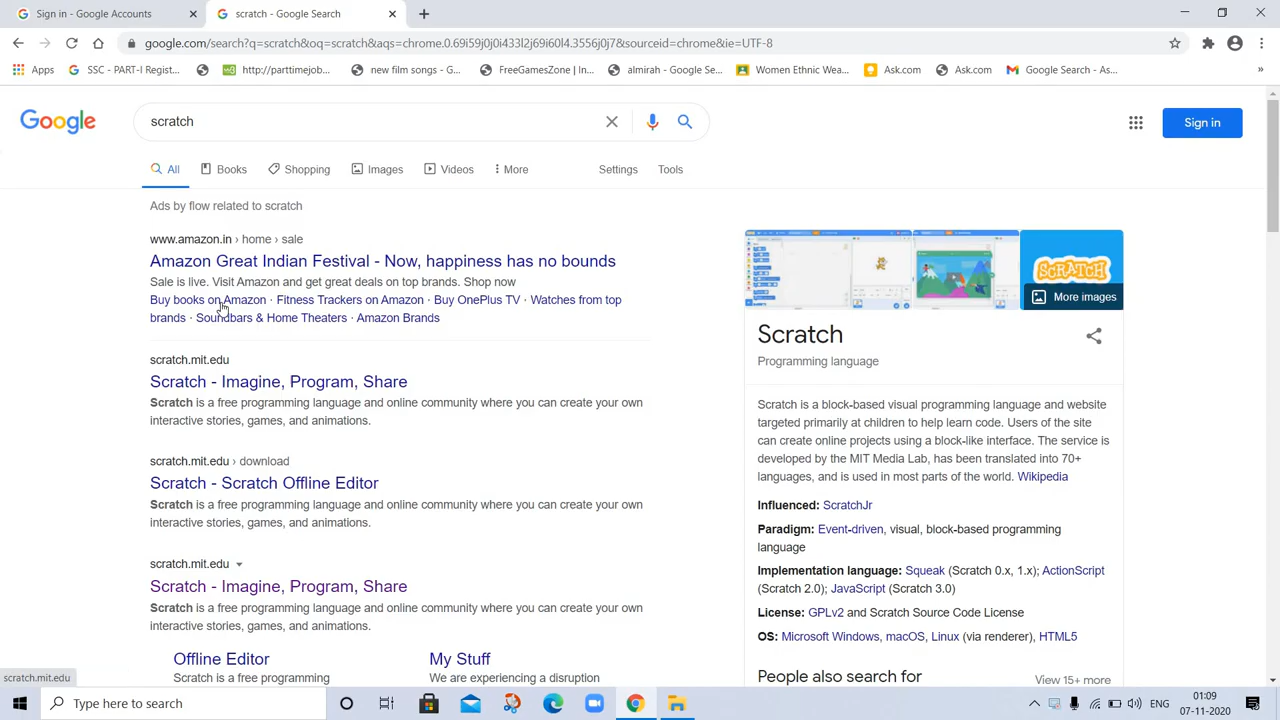 Sign in - Google Accounts
scratch - Google Search
google.com/search?q=scratch&oq=scratch&aqs=chrome.0.69i59j0j0i433l2j69i60l4.3556j0j7&sourceid=chrome&ie=UTF-8
Apps
SSC - PART-I Regist...
http://parttimejob...
new film songs - G...
FreeGamesZone | In...
almirah - Google Se...
Women Ethnic Wea...
Ask.com
Ask.com
Google Search - As...
»
Google
scratch
Sign in
All
Books
Shopping
Images
Videos
More
Settings
Tools
Ads by flow related to scratch
www.amazon.in › home › sale
Amazon Great Indian Festival - Now, happiness has no bounds
Sale is live. Visit Amazon and get great deals on top brands. Shop now
Buy books on Amazon · Fitness Trackers on Amazon · Buy OnePlus TV · Watches from top
brands · Soundbars & Home Theaters · Amazon Brands
scratch.mit.edu
Scratch - Imagine, Program, Share
Scratch is a free programming language and online community where you can create your own
interactive stories, games, and animations.
scratch.mit.edu › download
Scratch - Scratch Offline Editor
Scratch is a free programming language and online community where you can create your own
interactive stories, games, and animations.
scratch.mit.edu
Scratch - Imagine, Program, Share
Scratch is a free programming language and online community where you can create your own
interactive stories, games, and animations.
Offline Editor
Scratch is a free programming
My Stuff
We are experiencing a disruption
SCRATCH
More images
Scratch
Programming language
Scratch is a block-based visual programming language and website
targeted primarily at children to help learn code. Users of the site
can create online projects using a block-like interface. The service is
developed by the MIT Media Lab, has been translated into 70+
languages, and is used in most parts of the world. Wikipedia
Influenced: ScratchJr
Paradigm: Event-driven, visual, block-based programming
language
Implementation language: Squeak (Scratch 0.x, 1.x); ActionScript
(Scratch 2.0); JavaScript (Scratch 3.0)
License: GPLv2 and Scratch Source Code License
OS: Microsoft Windows, macOS, Linux (via renderer), HTML5
People also search for
View 15+ more
scratch.mit.edu
Type here to search
ENG
01:09
07-11-2020